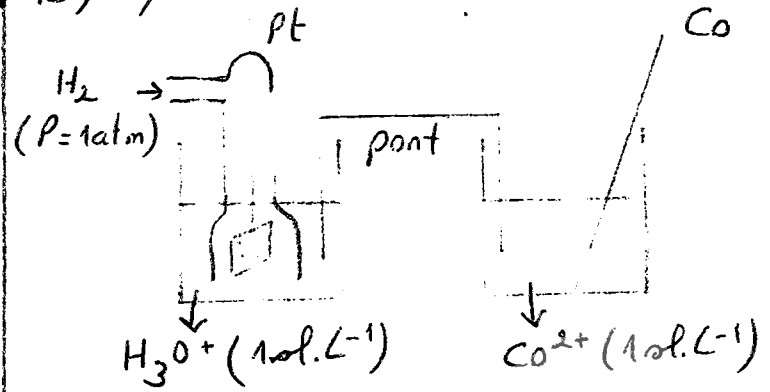 Pt
Co
H₂ →
(P=1atm)
pont
H₃O⁺ (1mol.L⁻¹)
Co²⁺ (1mol.L⁻¹)